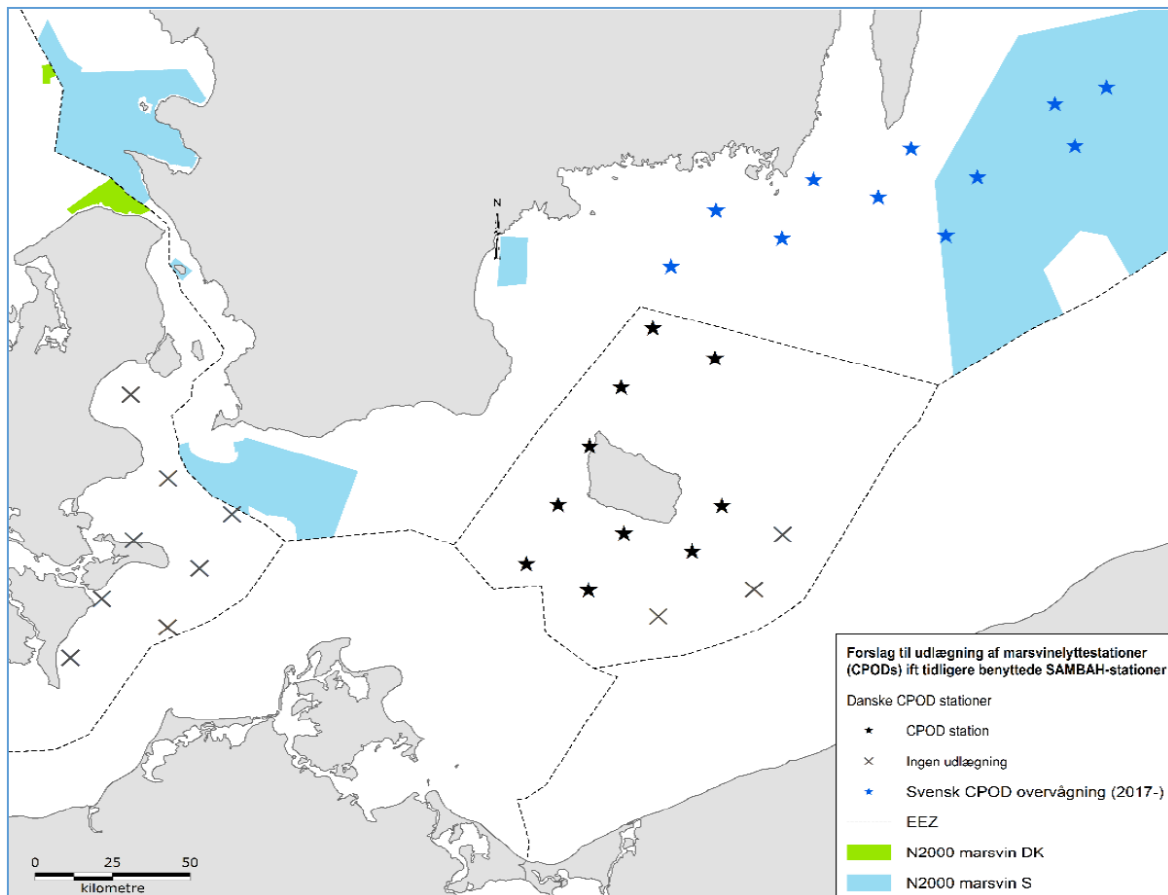 N
Forslag til udlægning af marsvinelyttestationer
(CPODs) ift tidligere benyttede SAMBAH-stationer
Danske CPOD stationer
CPOD station
Ingen udlægning
Svensk CPOD overvågning (2017-)
EEZ
N2000 marsvin DK
N2000 marsvin S
0 25 50
kilometre